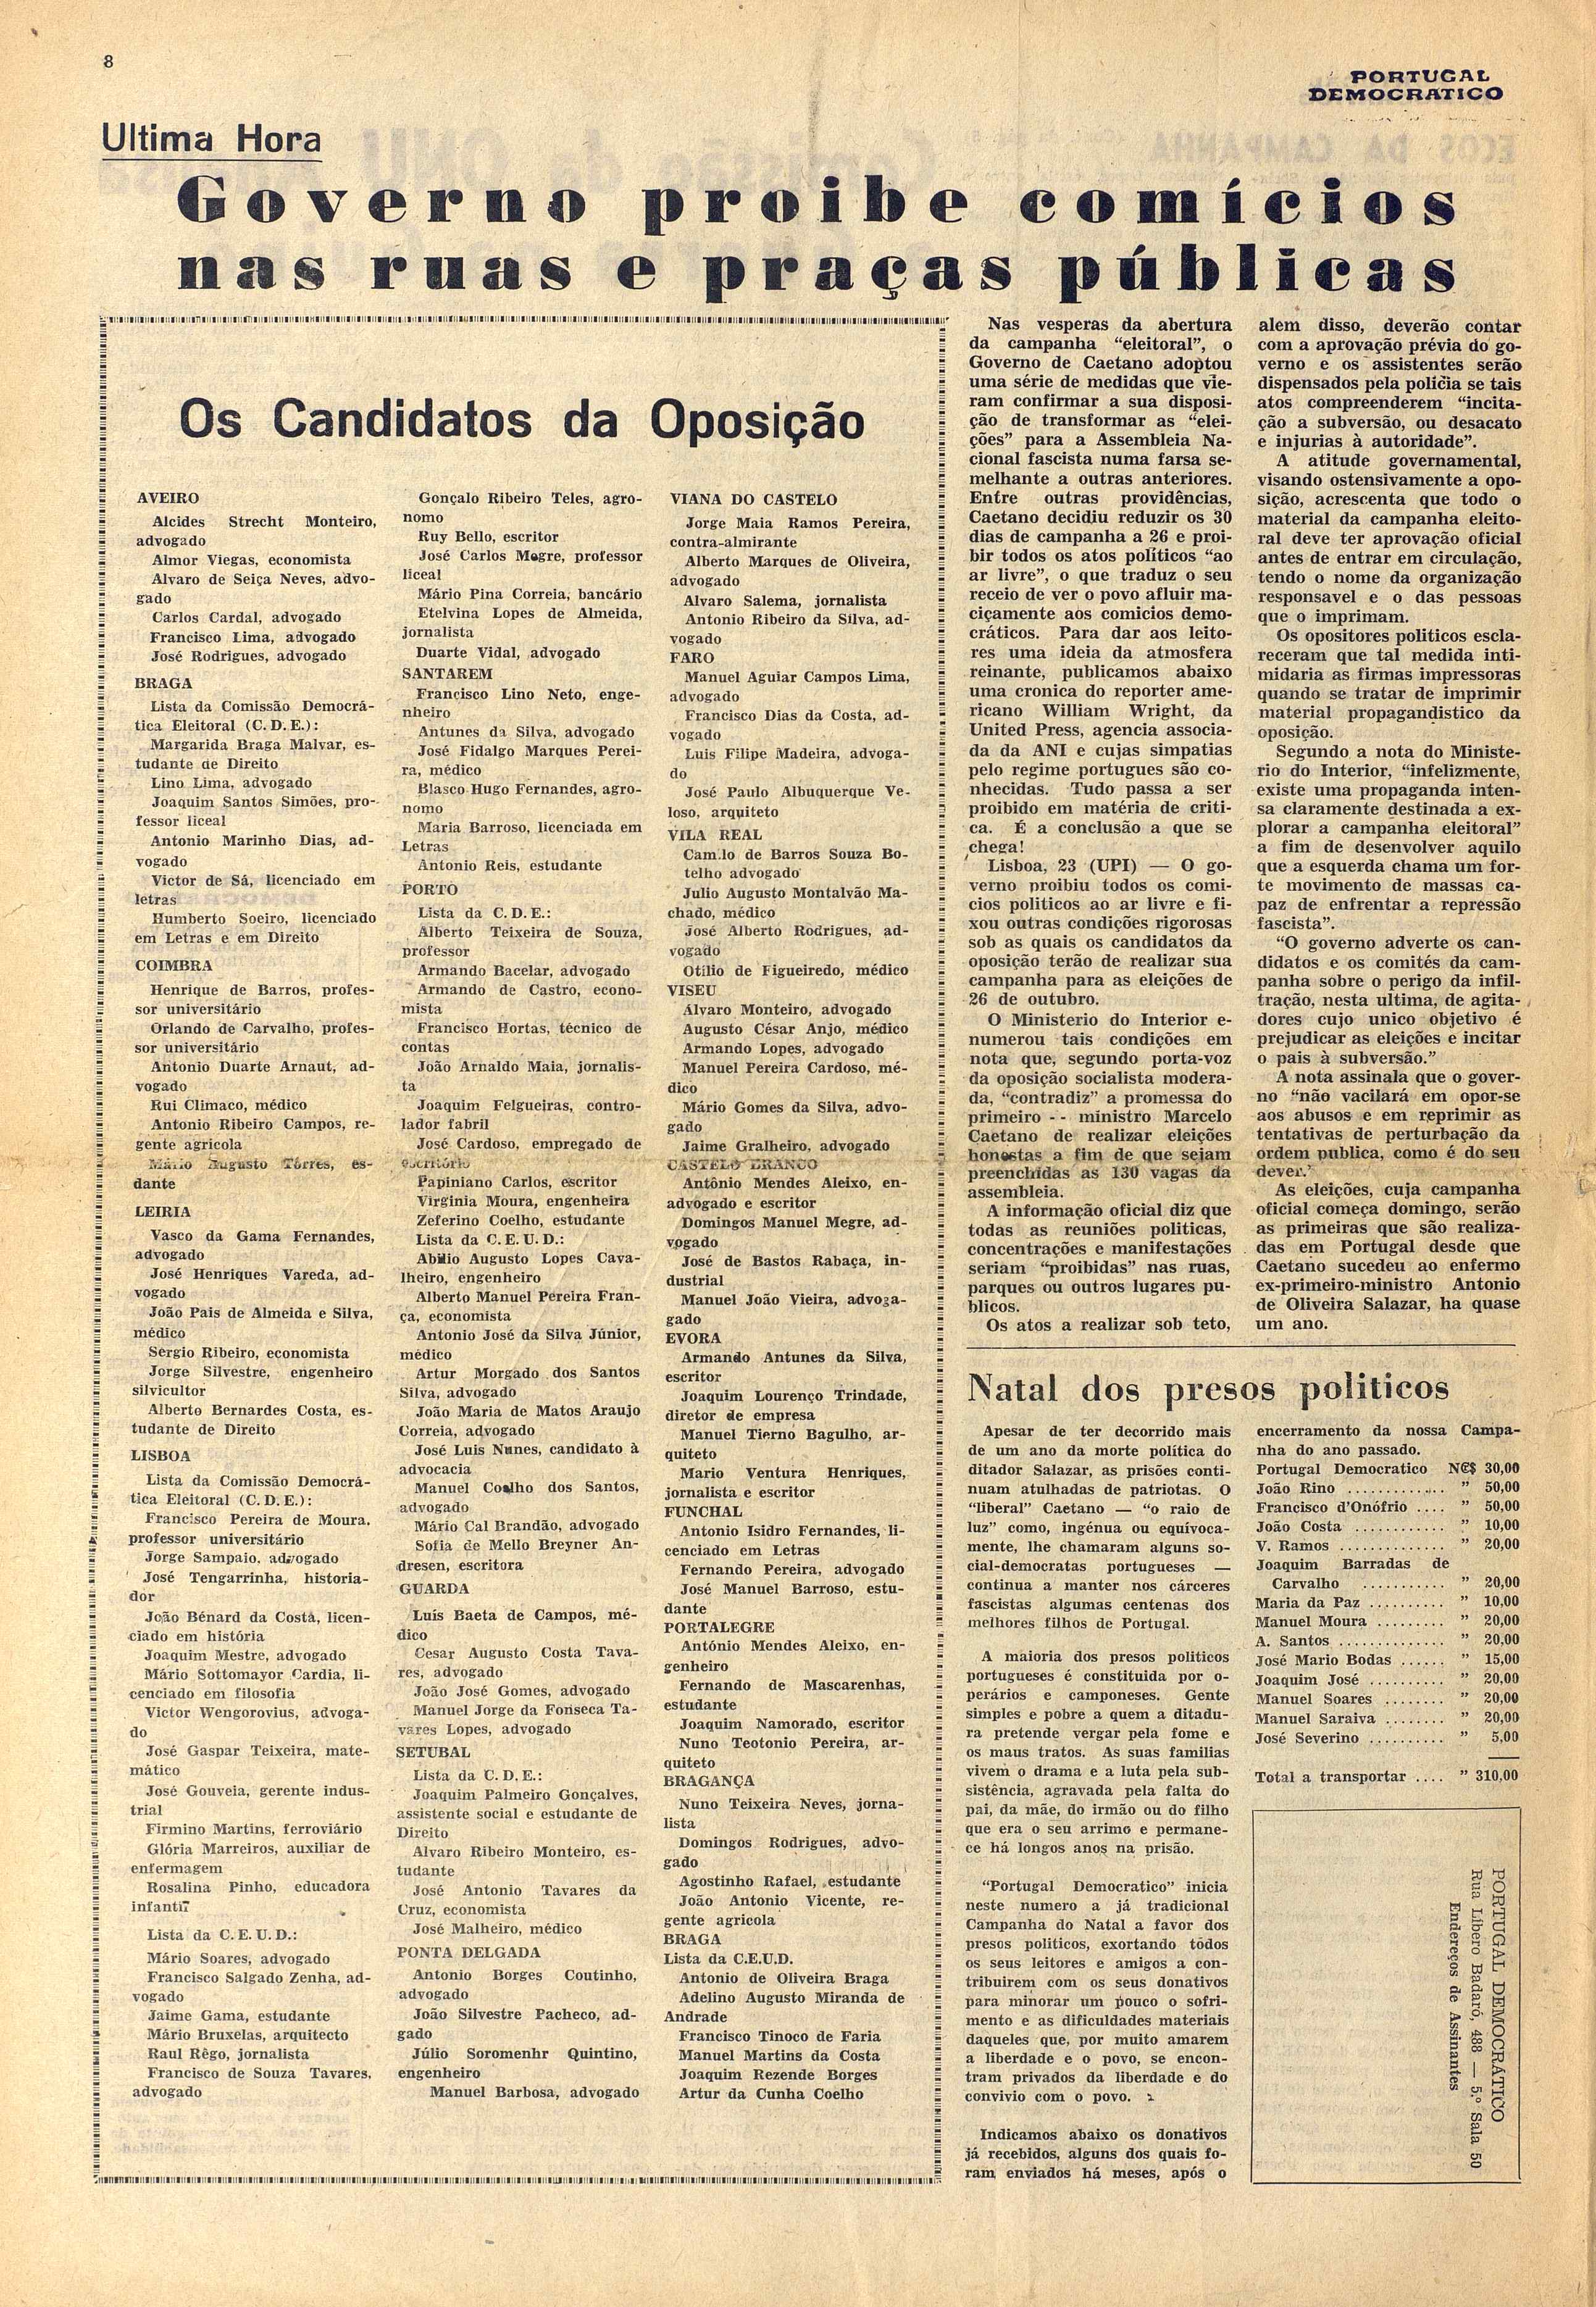 8
PORTUGAL
DEMOCRATICO
Ultima Hora
Governo proibe comícios
nas ruas e praças públicas
Os Candidatos da Oposição
AVEIRO
Alcides Strecht Monteiro,
advogado
Almor Viegas, economista
Alvaro de Seiça Neves, advo-
gado
Carlos Cardal, advogado
Francisco Lima, advogado
José Rodrigues, advogado
BRAGA
Lista da Comissão Democrá-
tica Eleitoral (C.D.E.):
Margarida Braga Malvar, es-
tudante de Direito
Lino Lima, advogado
Joaquim Santos Simões, pro-
fessor liceal
Antonio Marinho Dias, ad-
vogado
Victor de Sá, licenciado em
letras
Humberto Soeiro, licenciado
em Letras e em Direito
COIMBRA
Henrique de Barros, profes-
sor universitário
Orlando de Carvalho, profes-
sor universitário
Antonio Duarte Arnaut, ad-
vogado
Rui Climaco, médico
Antonio Ribeiro Campos, re-
gente agricola
Mário Augusto Tôrres, es-
dante
LEIRIA
Vasco da Gama Fernandes,
advogado
José Henriques Vareda, ad-
vogado
João Pais de Almeida e Silva,
médico
Sérgio Ribeiro, economista
Jorge Silvestre, engenheiro
silvicultor
Alberto Bernardes Costa, es-
tudante de Direito
LISBOA
Lista da Comissão Democrá-
tica Eleitoral (C.D.E.):
Francisco Pereira de Moura,
professor universitário
Jorge Sampaio, advogado
José Tengarrinha, historia-
dor
João Bénard da Costa, licen-
ciado em história
Joaquim Mestre, advogado
Mário Sottomayor Cardia, li-
cenciado em filosofia
Victor Wengorovius, advoga-
do
José Gaspar Teixeira, mate-
mático
José Gouveia, gerente indus-
trial
Firmino Martins, ferroviário
Glória Marreiros, auxiliar de
enfermagem
Rosalina Pinho, educadora
infantil
Lista da C.E.U.D.:
Mário Soares, advogado
Francisco Salgado Zenha, ad-
vogado
Jaime Gama, estudante
Mário Bruxelas, arquitecto
Raul Rêgo, jornalista
Francisco de Souza Tavares,
advogado
Gonçalo Ribeiro Teles, agro-
nomo
Ruy Bello, escritor
José Carlos Megre, professor
liceal
Mário Pina Correia, bancário
Etelvina Lopes de Almeida,
jornalista
Duarte Vidal, advogado
SANTAREM
Francisco Lino Neto, enge-
nheiro
Antunes da Silva, advogado
José Fidalgo Marques Perei-
ra, médico
Blasco Hugo Fernandes, agro-
nomo
Maria Barroso, licenciada em
Letras
Antonio Reis, estudante
PORTO
Lista da C.D.E.:
Alberto Teixeira de Souza,
professor
Armando Bacelar, advogado
Armando de Castro, econo-
mista
Francisco Hortas, técnico de
contas
João Arnaldo Maia, jornalis-
ta
Joaquim Felgueiras, contro-
lador fabril
José Cardoso, empregado de
escritório
Papiniano Carlos, escritor
Virginia Moura, engenheira
Zeferino Coelho, estudante
Lista da C.E.U.D.:
Abilio Augusto Lopes Cava-
lheiro, engenheiro
Alberto Manuel Pereira Fran-
ça, economista
Antonio José da Silva Júnior,
médico
Artur Morgado dos Santos
Silva, advogado
João Maria de Matos Araujo
Correia, advogado
José Luis Nunes, candidato à
advocacia
Manuel Coelho dos Santos,
advogado
Mário Cal Brandão, advogado
Sofia de Mello Breyner An-
dresen, escritora
GUARDA
Luís Baeta de Campos, mé-
dico
Cesar Augusto Costa Tava-
res, advogado
João José Gomes, advogado
Manuel Jorge da Fonseca Ta-
vares Lopes, advogado
SETUBAL
Lista da C.D.E.:
Joaquim Palmeiro Gonçalves,
assistente social e estudante de
Direito
Alvaro Ribeiro Monteiro, es-
tudante
José Antonio Tavares da
Cruz, economista
José Malheiro, médico
PONTA DELGADA
Antonio Borges Coutinho,
advogado
João Silvestre Pacheco, ad-
gado
Júlio Soromenhr Quintino,
engenheiro
Manuel Barbosa, advogado
VIANA DO CASTELO
Jorge Maia Ramos Pereira,
contra-almirante
Alberto Marques de Oliveira,
advogado
Alvaro Salema, jornalista
Antonio Ribeiro da Silva, ad-
vogado
FARO
Manuel Aguiar Campos Lima,
advogado
Francisco Dias da Costa, ad-
vogado
Luis Filipe Madeira, advoga-
do
José Paulo Albuquerque Ve-
loso, arquiteto
VILA REAL
Cam.lo de Barros Souza Bo-
telho advogado
Julio Augusto Montalvão Ma-
chado, médico
José Alberto Rodrigues, ad-
vogado
Otílio de Figueiredo, médico
VISEU
Álvaro Monteiro, advogado
Augusto César Anjo, médico
Armando Lopes, advogado
Manuel Pereira Cardoso, mé-
dico
Mário Gomes da Silva, advo-
gado
Jaime Gralheiro, advogado
CASTELO BRANCO
Antônio Mendes Aleixo, en-
advogado e escritor
Domingos Manuel Megre, ad-
vogado
José de Bastos Rabaça, in-
dustrial
Manuel João Vieira, advoga-
gado
EVORA
Armando Antunes da Silva,
escritor
Joaquim Lourenço Trindade,
diretor de empresa
Manuel Tierno Bagulho, ar-
quiteto
Mario Ventura Henriques,
jornalista e escritor
FUNCHAL
Antonio Isidro Fernandes, li-
cenciado em Letras
Fernando Pereira, advogado
José Manuel Barroso, estu-
dante
PORTALEGRE
António Mendes Aleixo, en-
genheiro
Fernando de Mascarenhas,
estudante
Joaquim Namorado, escritor
Nuno Teotonio Pereira, ar-
quiteto
BRAGANÇA
Nuno Teixeira Neves, jorna-
lista
Domingos Rodrigues, advo-
gado
Agostinho Rafael, estudante
João Antonio Vicente, re-
gente agricola
BRAGA
Lista da C.E.U.D.
Antonio de Oliveira Braga
Adelino Augusto Miranda de
Andrade
Francisco Tinoco de Faria
Manuel Martins da Costa
Joaquim Rezende Borges
Artur da Cunha Coelho
Nas vesperas da abertura
da campanha “eleitoral”, o
Governo de Caetano adoptou
uma série de medidas que vie-
ram confirmar a sua disposi-
ção de transformar as “elei-
ções” para a Assembleia Na-
cional fascista numa farsa se-
melhante a outras anteriores.
Entre outras providências,
Caetano decidiu reduzir os 30
dias de campanha a 26 e proi-
bir todos os atos políticos “ao
ar livre”, o que traduz o seu
receio de ver o povo afluir ma-
ciçamente aos comicios demo-
cráticos. Para dar aos leito-
res uma ideia da atmosfera
reinante, publicamos abaixo
uma cronica do reporter ame-
ricano William Wright, da
United Press, agencia associa-
da da ANI e cujas simpatias
pelo regime portugues são co-
nhecidas. Tudo passa a ser
proibido em matéria de criti-
ca. É a conclusão a que se
chega!
Lisboa, 23 (UPI) — O go-
verno proibiu todos os comi-
cios politicos ao ar livre e fi-
xou outras condições rigorosas
sob as quais os candidatos da
oposição terão de realizar sua
campanha para as eleições de
26 de outubro.
O Ministerio do Interior e-
numerou tais condições em
nota que, segundo porta-voz
da oposição socialista modera-
da, “contradiz” a promessa do
primeiro - - ministro Marcelo
Caetano de realizar eleições
honestas a fim de que sejam
preenchidas as 130 vagas da
assembleia.
A informação oficial diz que
todas as reuniões politicas,
concentrações e manifestações
seriam “proibidas” nas ruas,
parques ou outros lugares pu-
blicos.
Os atos a realizar sob teto,
alem disso, deverão contar
com a aprovação prévia do go-
verno e os assistentes serão
dispensados pela policia se tais
atos compreenderem “incita-
ção a subversão, ou desacato
e injurias à autoridade”.
A atitude governamental,
visando ostensivamente a opo-
sição, acrescenta que todo o
material da campanha eleito-
ral deve ter aprovação oficial
antes de entrar em circulação,
tendo o nome da organização
responsavel e o das pessoas
que o imprimam.
Os opositores politicos escla-
receram que tal medida inti-
midaria as firmas impressoras
quando se tratar de imprimir
material propagandistico da
oposição.
Segundo a nota do Ministe-
rio do Interior, “infelizmente,
existe uma propaganda inten-
sa claramente destinada a ex-
plorar a campanha eleitoral”
a fim de desenvolver aquilo
que a esquerda chama um for-
te movimento de massas ca-
paz de enfrentar a repressão
fascista”.
“O governo adverte os can-
didatos e os comités da cam-
panha sobre o perigo da infil-
tração, nesta ultima, de agita-
dores cujo unico objetivo é
prejudicar as eleições e incitar
o pais à subversão.”
A nota assinala que o gover-
no “não vacilará em opor-se
aos abusos e em reprimir as
tentativas de perturbação da
ordem publica, como é do seu
dever.”
As eleições, cuja campanha
oficial começa domingo, serão
as primeiras que são realiza-
das em Portugal desde que
Caetano sucedeu ao enfermo
ex-primeiro-ministro Antonio
de Oliveira Salazar, ha quase
um ano.
Natal dos presos politicos
Apesar de ter decorrido mais
de um ano da morte política do
ditador Salazar, as prisões conti-
nuam atulhadas de patriotas. O
“liberal” Caetano — “o raio de
luz” como, ingénua ou equívoca-
mente, lhe chamaram alguns so-
cial-democratas portugueses —
continua a manter nos cárceres
fascistas algumas centenas dos
melhores filhos de Portugal.
A maioria dos presos politicos
portugueses é constituida por o-
perários e camponeses. Gente
simples e pobre a quem a ditadu-
ra pretende vergar pela fome e
os maus tratos. As suas familias
vivem o drama e a luta pela sub-
sistência, agravada pela falta do
pai, da mãe, do irmão ou do filho
que era o seu arrimo e permane-
ce há longos anos na prisão.
“Portugal Democratico” inicia
neste numero a já tradicional
Campanha do Natal a favor dos
presos politicos, exortando tôdos
os seus leitores e amigos a con-
tribuirem com os seus donativos
para minorar um pouco o sofri-
mento e as dificuldades materiais
daqueles que, por muito amarem
a liberdade e o povo, se encon-
tram privados da liberdade e do
convivio com o povo.
Indicamos abaixo os donativos
já recebidos, alguns dos quais fo-
ram enviados há meses, após o
encerramento da nossa Campa-
nha do ano passado.
Portugal Democratico NC$ 30,00
João Rino ............. ” 50,00
Francisco d'Onófrio .... ” 50,00
João Costa ............ ” 10,00
V. Ramos .............. ” 20,00
Joaquim Barradas de
Carvalho ........... ” 20,00
Maria da Paz .......... ” 10,00
Manuel Moura ......... ” 20,00
A. Santos .............. ” 20,00
José Mario Bodas ...... ” 15,00
Joaquim José .......... ” 20,00
Manuel Soares ........ ” 20,00
Manuel Saraiva ........ ” 20,00
José Severino .......... ” 5,00
Total a transportar .... ” 310,00
PORTUGAL DEMOCRÁTICO
Rua Líbero Badaró, 488 — 5.º Sala 50
Endereços de Assinantes